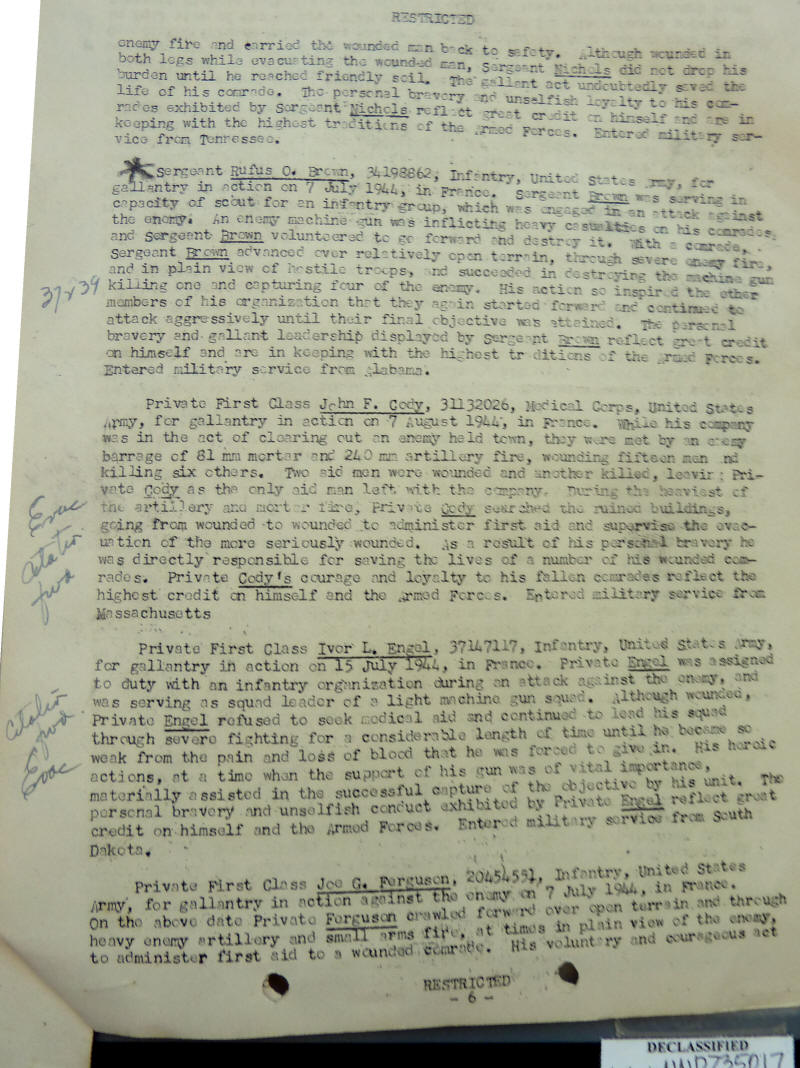 RESTRICTED
enemy fire and carried the wounded man back to safety. Although wounded in
both legs while evacuating the wounded man, Sergeant Nichols did not drop his
burden until he reached friendly soil. The gallant act undoubtedly saved the
life of his comrade. The personal bravery and unselfish loyalty to his com-
rades exhibited by Sergeant Nichols reflect great credit on himself and are in
keeping with the highest traditions of the Armed Forces. Entered military ser-
vice from Tennessee.
Sergeant Rufus O. Brown, 34198862, Infantry, United States Army, for
gallantry in action on 7 July 1944, in France. Sergeant Brown was serving in
capacity of scout for an infantry group, which was engaged in an attack against
the enemy. An enemy machine gun was inflicting heavy casualties on his comrades
and Sergeant Brown volunteered to go forward and destroy it. With a comrade,
Sergeant Brown advanced over relatively open terrain, through severe enemy fire,
and in plain view of hostile troops, and succeeded in destroying the machine gun
37 & 39
killing one and capturing four of the enemy. His action so inspired the other
members of his organization that they again started forward and continued to
attack aggressively until their final objective was attained. The personal
bravery and gallant leadership displayed by Sergeant Brown reflect great credit
on himself and are in keeping with the highest tr ditions of the Armed Forces.
Entered military service from Alabama.
Private First Class John F. Cody, 31132026, Medical Corps, United States
Army, for gallantry in action on 7 August 1944, in France. While his company
was in the act of clearing out an enemy held town, they were met by an enemy
barrage of 81 mm mortar and 240 mm artillery fire, wounding fifteen men nd
killing six others. Two aid men were wounded and another killed, leaving Pri-
vate Cody as the only aid man left with the company. During the heaviest of
the artillery and mortar fire, Private Cody searched the ruined buildings,
going from wounded to wounded to administer first aid and supervise the evac-
uation of the more seriously wounded. As a result of his personal bravery he
was directly responsible for saving the lives of a number of his wounded com-
rades. Private Cody's courage and loyalty to his fallen comrades reflect the
highest credit on himself and the Armed Forces. Entered military service from
Massachusetts
Evac
citation
Private First Class Ivor L. Engel, 37147117, Infantry, United States Army,
for gallantry in action on 15 July 1944, in France. Private Engel was assigned
to duty with an infantry organization during an attack against the enemy, and
was serving as squad leader of a light machine gun squad. Although wounded,
Private Engel refused to seek medical aid and continued to lead his squad
through severe fighting for a considerable length of time until he became so
weak from the pain and loss of blood that he was forced to give in. His heroic
actions, at a time when the support of his gun was of vital importance,
materially assisted in the successful capture of the objective by his unit. The
personal bravery and unselfish conduct exhibited by Private Engel reflect great
credit on himself and the Armed Forces. Entered military service from South
Dakota.
citation
Evac
Private First Class Joe G. Ferguson, 20454551, Infantry, United States
Army, for gallantry in action against the enemy on 7 July 1944, in France.
On the above date Private Ferguson crawled forward over open terrain and through
heavy enemy artillery and small arms fire, at times in plain view of the enemy,
to administer first aid to a wounded comrade. His voluntary and courageous act
RESTRICTED
- 6 -
DECLASSIFIED